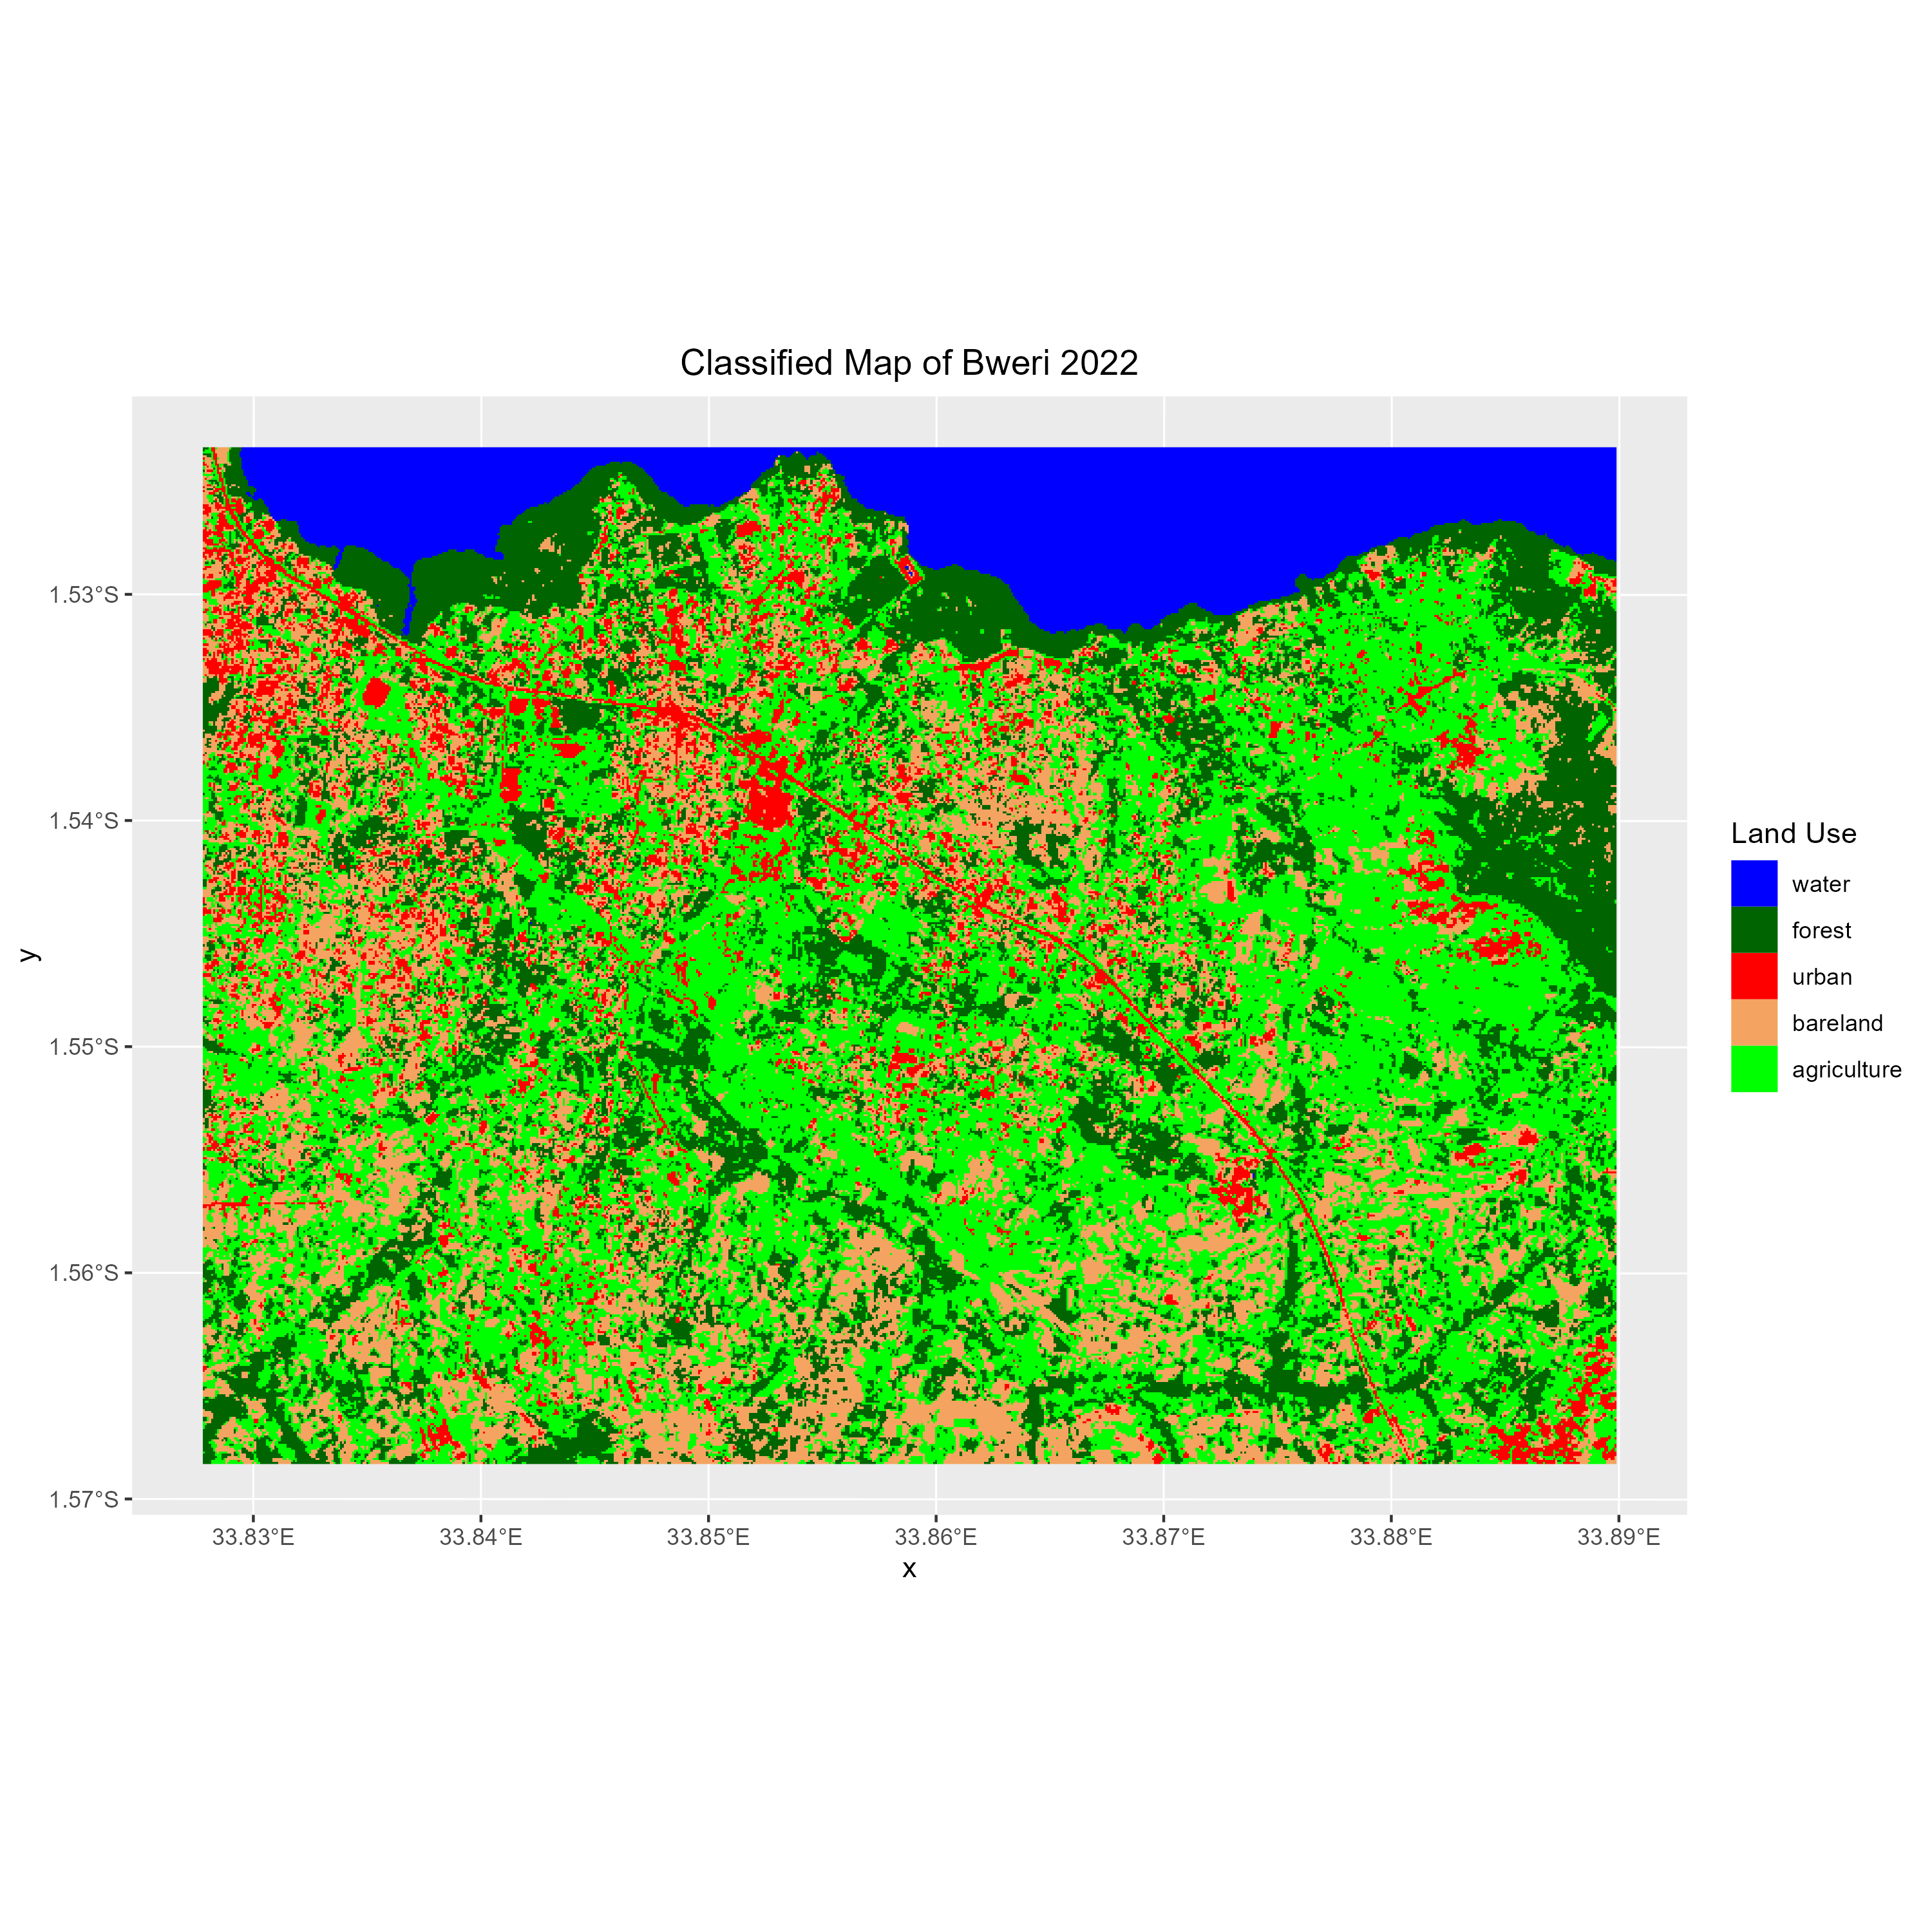 Classified Map of Bweri 2022
1.53°S
1.54°S
1.55°S
1.56°S
1.57°S
y
33.83°E 33.84°E 33.85°E 33.86°E 33.87°E 33.88°E 33.89°E
x
Land Use
water
forest
urban
bareland
agriculture